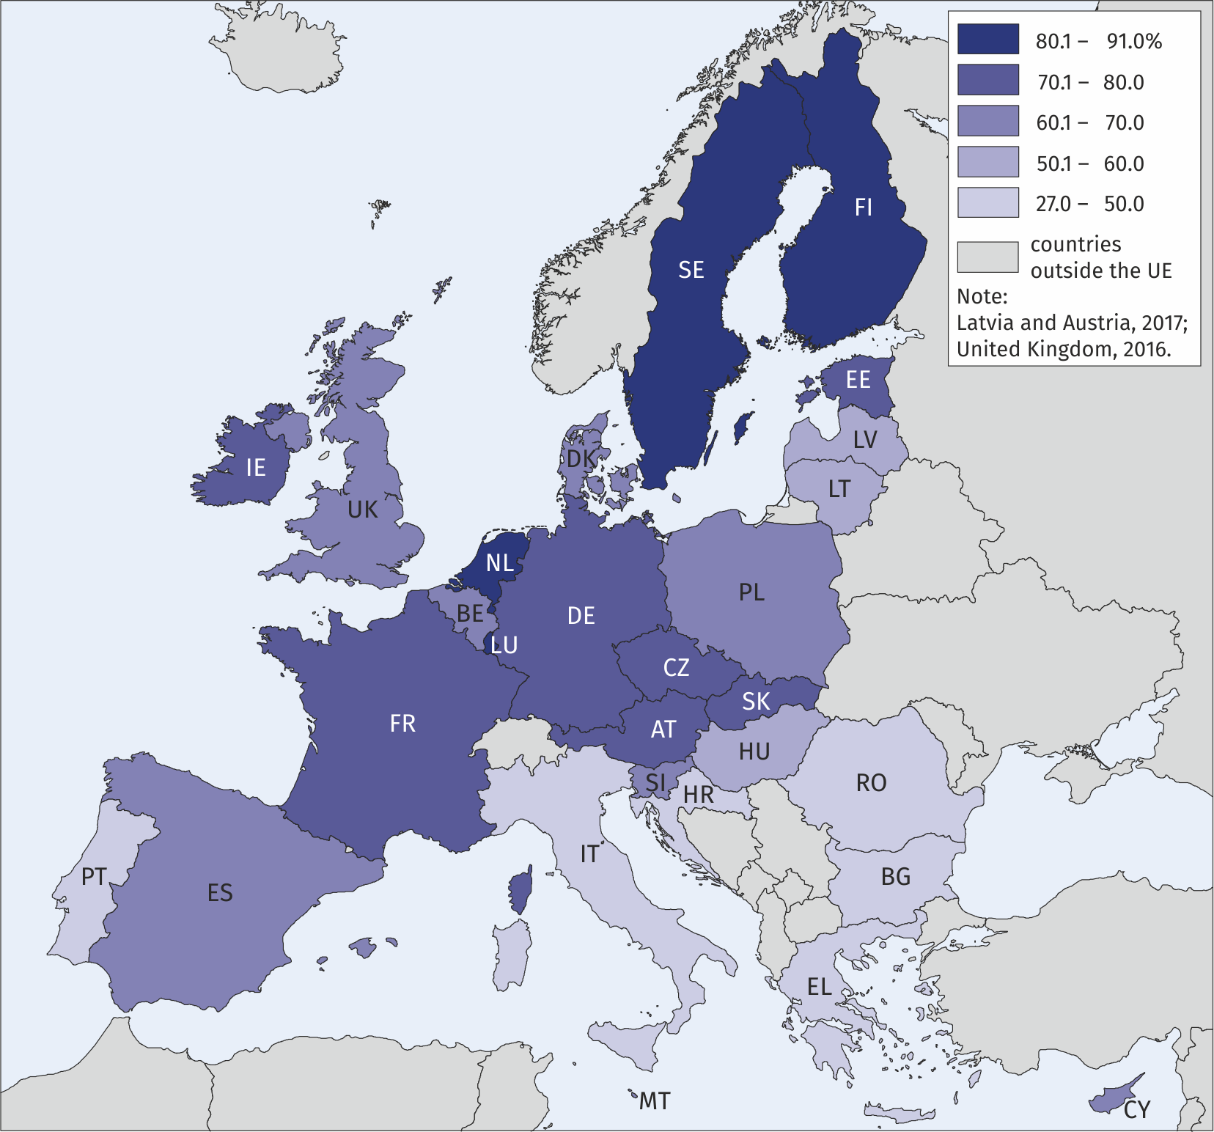 80.1 – 91.0%
70.1 – 80.0
60.1 – 70.0
50.1 – 60.0
27.0 – 50.0
countries
outside the UE
Note:
Latvia and Austria, 2017;
United Kingdom, 2016.
FI
SE
EE
LV
LT
DK
IE
UK
NL
BE
LU
DE
PL
CZ
SK
AT
HU
FR
SI
HR
RO
IT
BG
PT
ES
EL
MT
CY